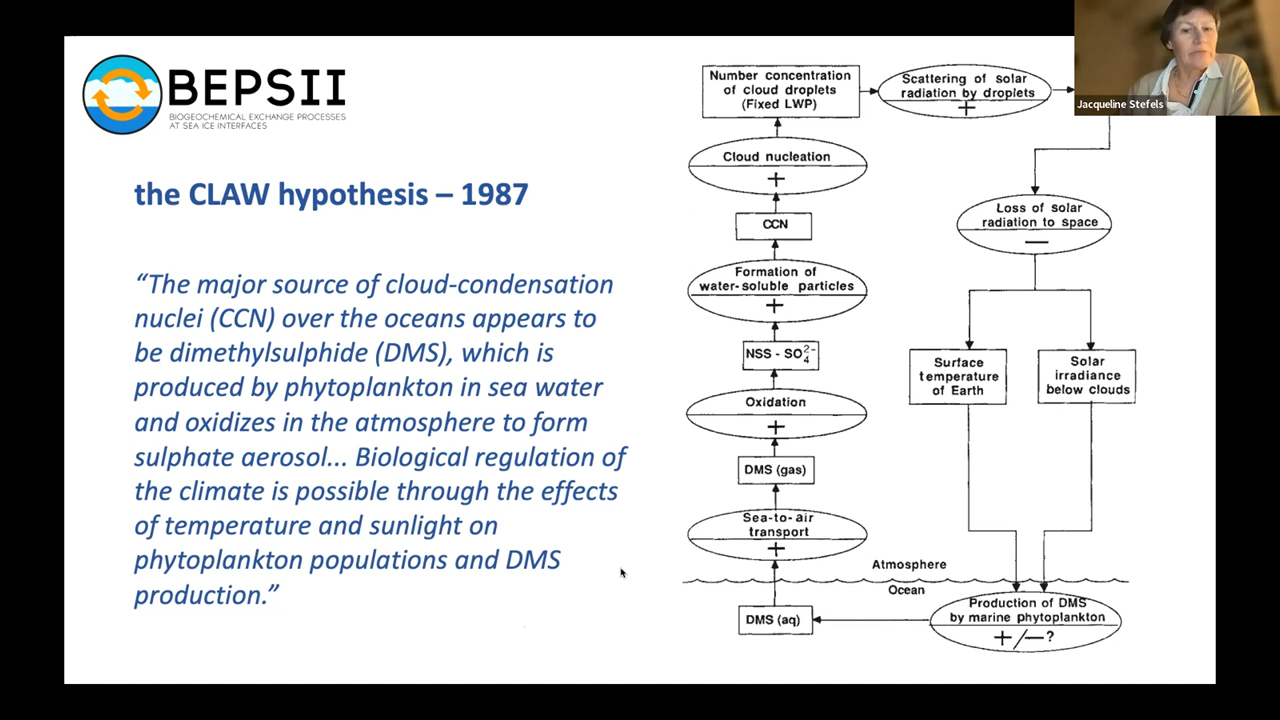 BEPSII
BIOGEOCHEMICAL EXCHANGE PROCESSES
AT SEA ICE INTERFACES
the CLAW hypothesis – 1987
“The major source of cloud-condensation
nuclei (CCN) over the oceans appears to
be dimethylsulphide (DMS), which is
produced by phytoplankton in sea water
and oxidizes in the atmosphere to form
sulphate aerosol... Biological regulation of
the climate is possible through the effects
of temperature and sunlight on
phytoplankton populations and DMS
production.”
Number concentration
of cloud droplets
(Fixed LWP)
Scattering of solar
radiation by droplets
+
Jacqueline Stefels
Cloud nucleation
+
CCN
Formation of
water-soluble particles
+
NSS - SO₄²⁻
Oxidation
+
DMS (gas)
Sea-to-air
transport
+
DMS (aq)
Loss of solar
radiation to space
—
Surface
temperature
of Earth
Solar
irradiance
below clouds
Atmosphere
Ocean
Production of DMS
by marine phytoplankton
+/—?